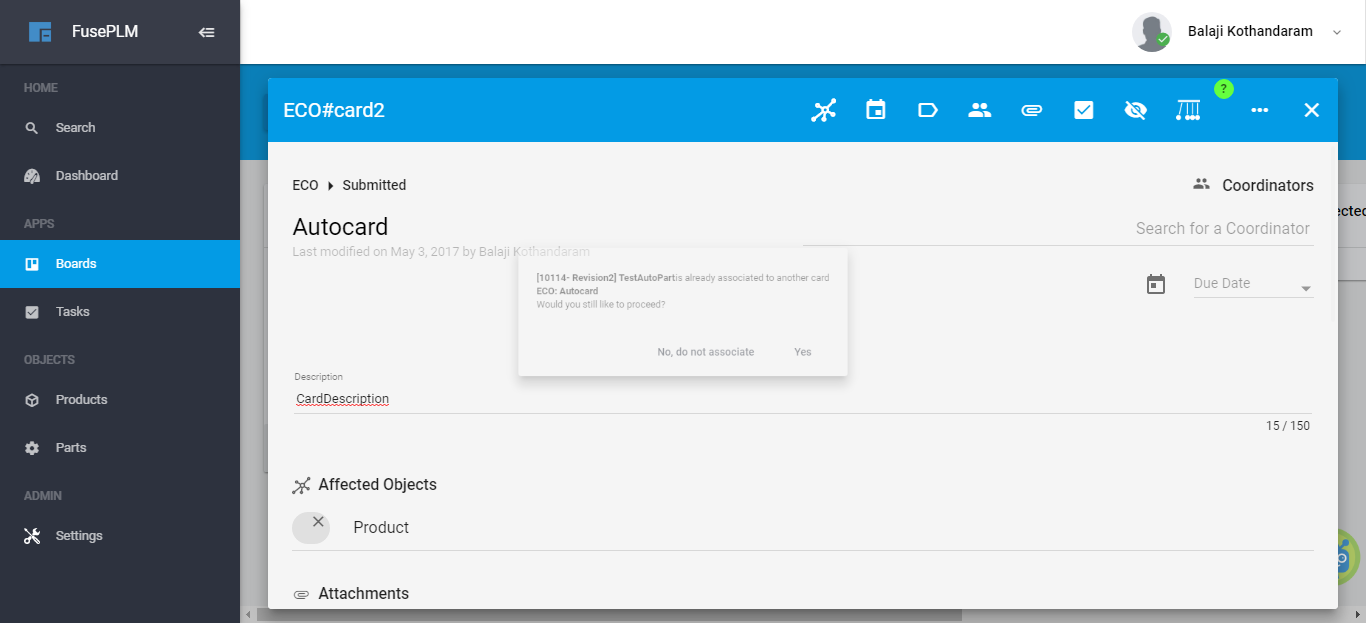 FusePLM
Balaji Kothandaram
HOME
Search
Dashboard
APPS
Boards
Tasks
OBJECTS
Products
Parts
ADMIN
Settings
ECO#card2
?
ECO Submitted
Coordinators
Autocard
Search for a Coordinator
Last modified on May 3, 2017 by Balaji Kothandaram
[10114- Revision2] TestAutoPartis already associated to another card
ECO: Autocard
Would you still like to proceed?
No, do not associate Yes
Due Date
Description
CardDescription
15 / 150
Affected Objects
Product
Attachments